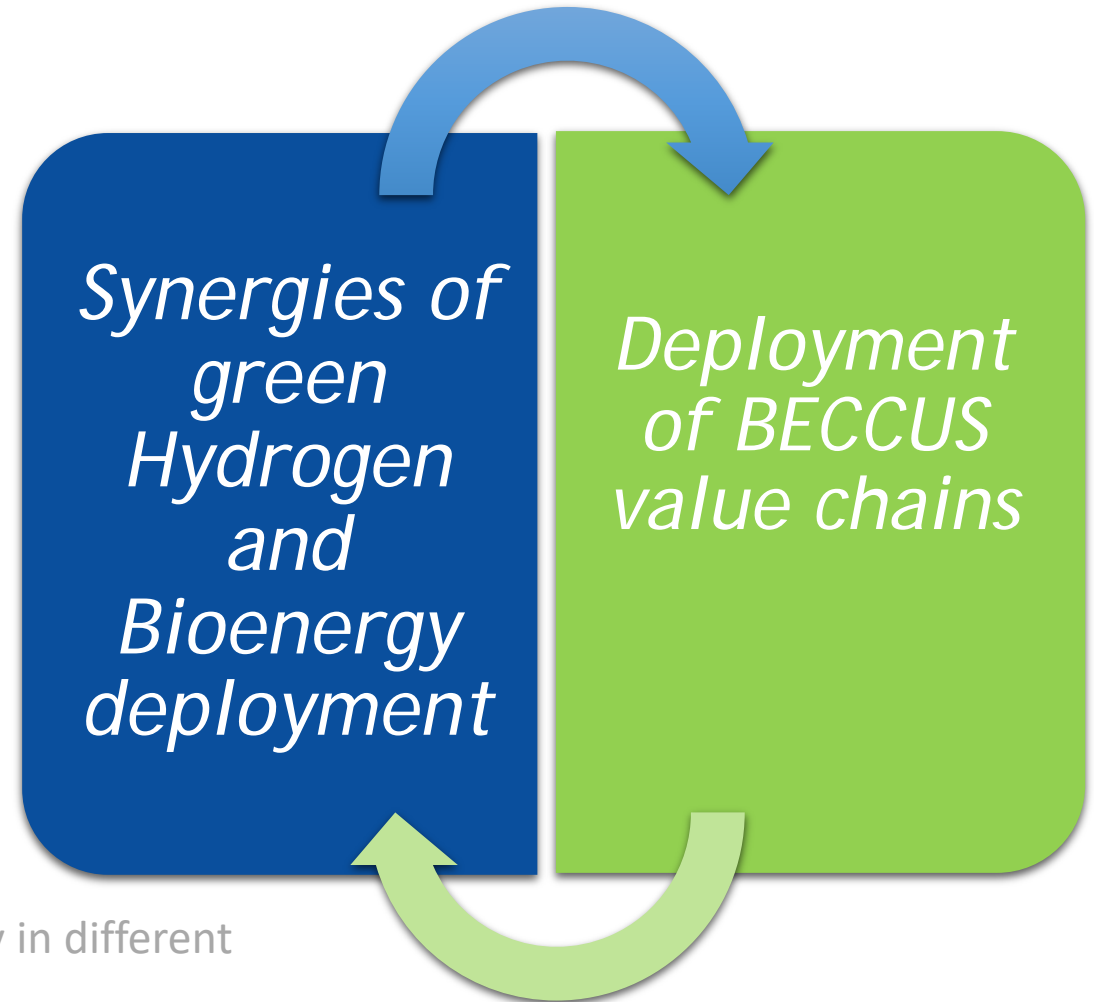 Synergies of
green
Hydrogen
and
Bioenergy
deployment
Deployment
of BECCUS
value chains
in different